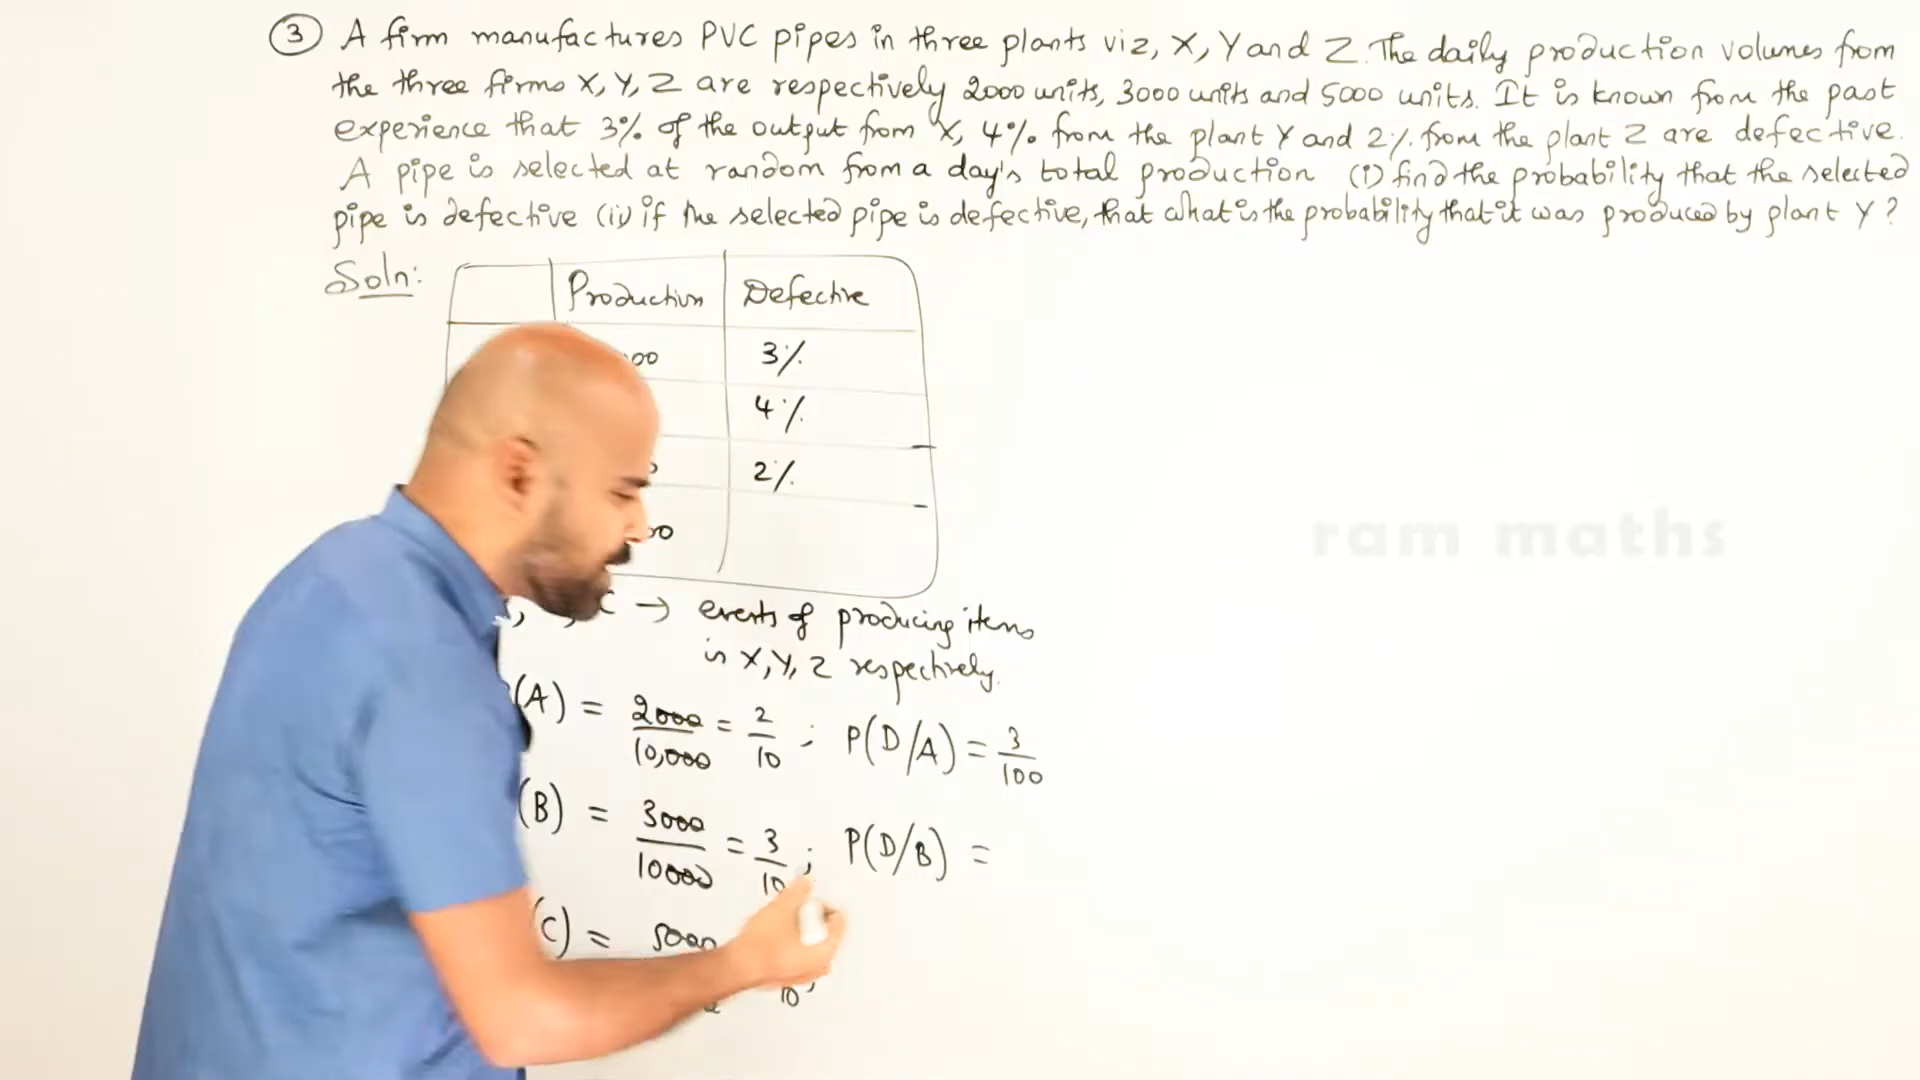 ③ A firm manufactures PVC pipes in three plants viz, X, Y and Z. The daily production volumes from
the three firms X, Y, Z are respectively 2000 units, 3000 units and 5000 units. It is known from the past
experience that 3% of the output from X, 4% from the plant Y and 2% from the plant Z are defective.
A pipe is selected at random from a day's total production (i) find the probability that the selected
pipe is defective (ii) if the selected pipe is defective, that what is the probability that it was produced by plant Y?
Soln:
Production Defective
00 3%
4%
2%
00
C → events of producing items
in X, Y, Z respectively.
(A) = 2000/10,000 = 2/10 ; P(D/A) = 3/100
(B) = 3000/10000 = 3/10 ; P(D/B) =
(C) = 5000
10
ram maths